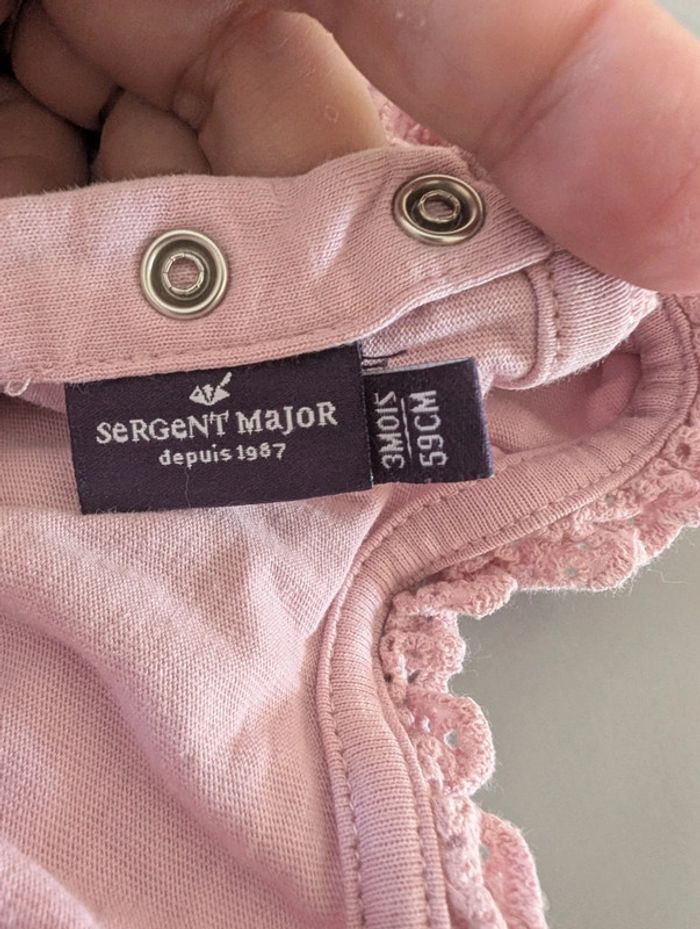 SeRGeNT MaJOR
depuis 1987
3MOIS
59CM